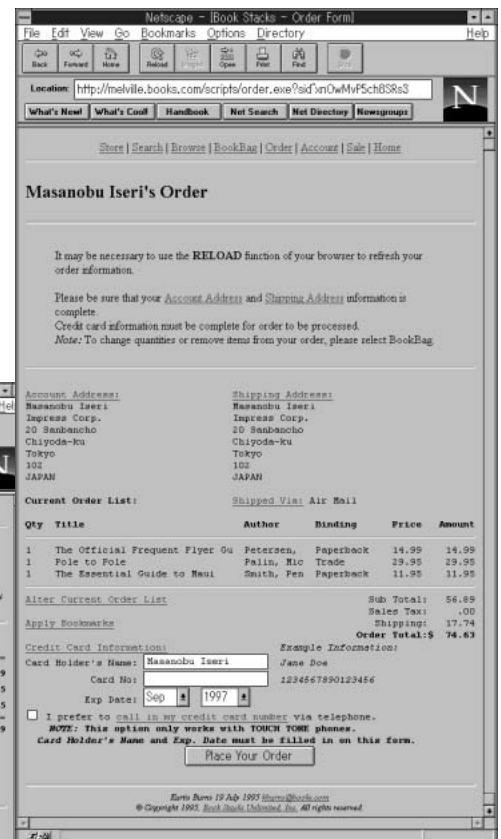 Netscape - [Book Stacks - Order Form]
File Edit View Go Bookmarks Options Directory Help
Back Forward Home Reload Images Open Print Find Stop
Location: http://melville.books.com/scripts/order.exe?sid
What's New! What's Cool! Handbook Net Search Net Directory Newsgroups
N
Store | Search | Browse | BookBag | Order | Account | Sale | Home
Masanobu Iseri's Order
It may be necessary to use the RELOAD function of your browser to refresh your
order information.
Please be sure that your Account Address and Shipping Address information is
complete.
Credit card information must be complete for order to be processed.
Note: To change quantities or remove items from your order, please select BookBag.
Account Address: Shipping Address:
Masanobu Iseri Masanobu Iseri
Impress Corp. Impress Corp.
20 Sanbancho 20 Sanbancho
Chiyoda-ku Chiyoda-ku
Tokyo Tokyo
102 102
JAPAN JAPAN
Current Order List: Shipped Via: Air Mail
Qty Title Author Binding Price Amount
1 The Official Frequent Flyer Gu Petersen, Paperback 14.99 14.99
1 Pole to Pole Palin, Mic Trade 29.95 29.95
1 The Essential Guide to Maui Smith, Pen Paperback 11.95 11.95
Alter Current Order List Sub Total: 56.89
Sales Tax: .00
Apply Bookmarks Shipping: 17.74
Order Total:$ 74.63
Credit Card Information: Example Information:
Card Holder's Name: Masanobu Iseri Jane Doe
Card No: 1234567890123456
Exp Date: Sep 1997
I prefer to call in my credit card number via telephone.
NOTE: This option only works with TOUCH TONE phones.
Card Holder's Name and Exp. Date must be filled in on this form.
Place Your Order
1995
© Copyright 1995, Book Stacks Unlimited, Inc. All rights reserved